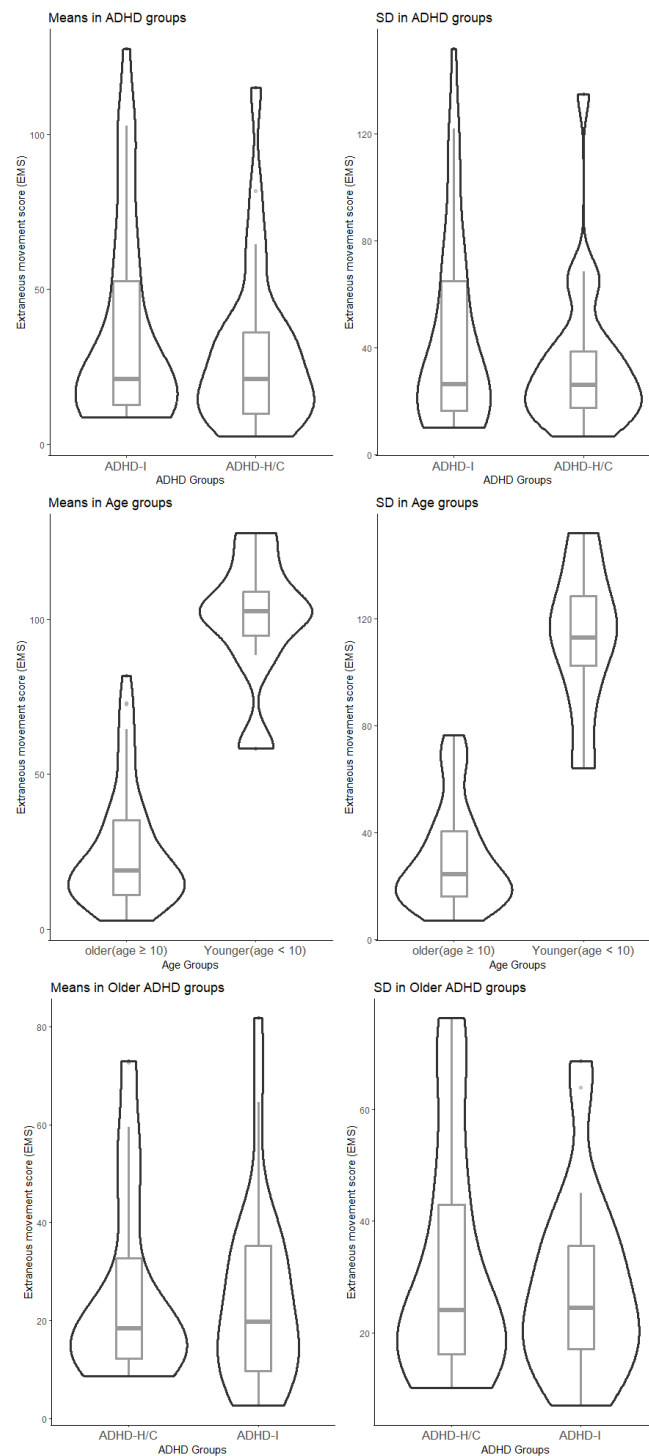 Means in ADHD groups
Extraneous movement score (EMS)
100
50
0
ADHD-I
ADHD-H/C
ADHD Groups
SD in ADHD groups
Extraneous movement score (EMS)
120
80
40
0
ADHD-I
ADHD-H/C
ADHD Groups
Means in Age groups
Extraneous movement score (EMS)
100
50
0
older(age ≥ 10)
Younger(age < 10)
Age Groups
SD in Age groups
Extraneous movement score (EMS)
120
80
40
0
older(age ≥ 10)
Younger(age < 10)
Age Groups
Means in Older ADHD groups
Extraneous movement score (EMS)
80
60
40
20
0
ADHD-H/C
ADHD-I
ADHD Groups
SD in Older ADHD groups
Extraneous movement score (EMS)
60
40
20
ADHD-H/C
ADHD-I
ADHD Groups